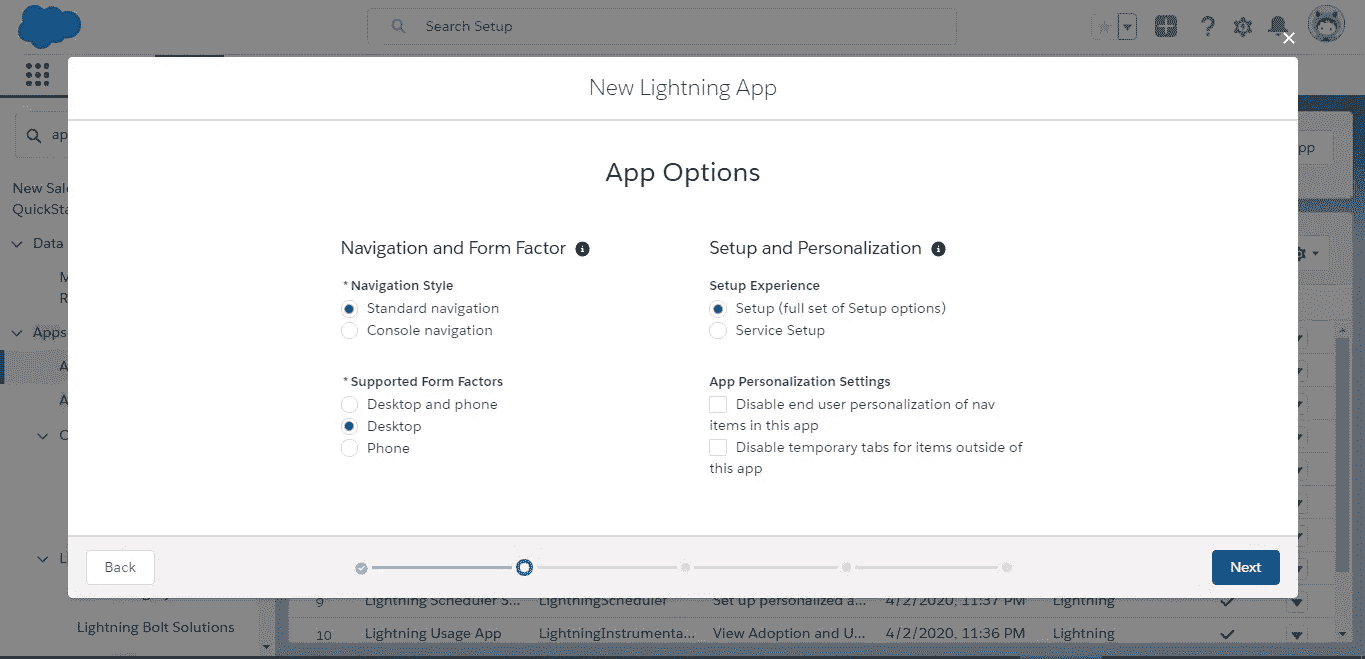 Search Setup
New Lightning App
App Options
Navigation and Form Factor
Setup and Personalization
* Navigation Style
Standard navigation
Console navigation
Setup Experience
Setup (full set of Setup options)
Service Setup
* Supported Form Factors
Desktop and phone
Desktop
Phone
App Personalization Settings
Disable end user personalization of nav
items in this app
Disable temporary tabs for items outside of
this app
Back
Next
ap
New Sale
QuickSta
Data
M
R
Apps
A
A
C
L
Lightning Bolt Solutions
pp
9 Lightning Scheduler S... LightningScheduler Set up personalized a... 4/2/2020, 11:37 PM Lightning
10 Lightning Usage App LightningInstrumenta... View Adoption and U... 4/2/2020, 11:36 PM Lightning